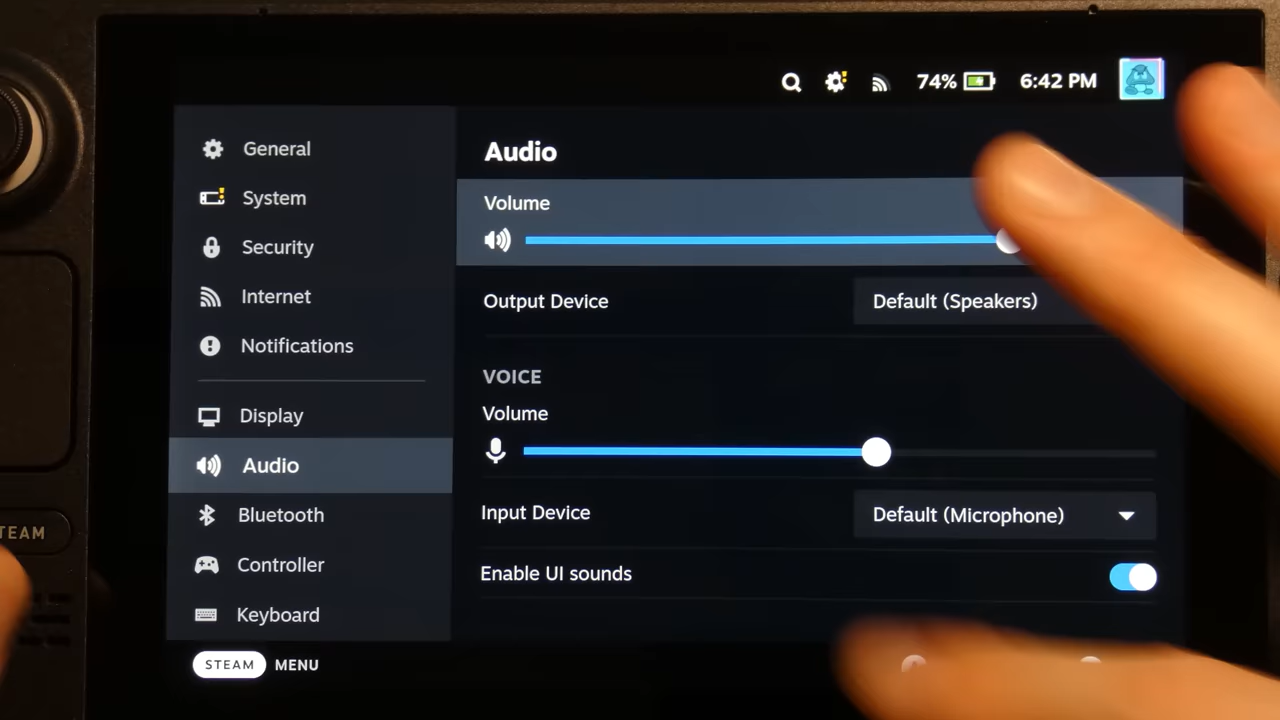 74% 6:42 PM
General
System
Security
Internet
Notifications
Display
Audio
Bluetooth
Controller
Keyboard
Audio
Volume
Output Device Default (Speakers)
VOICE
Volume
Input Device Default (Microphone)
Enable UI sounds
TEAM
STEAM MENU